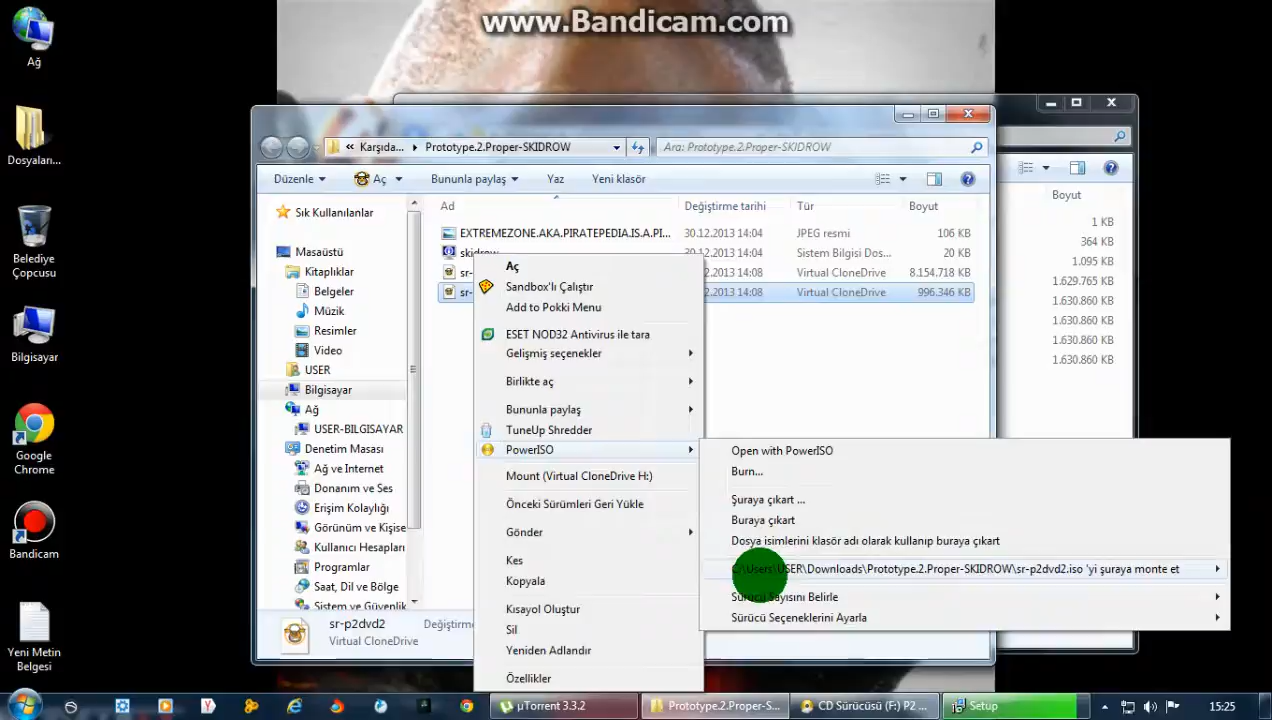 www.Bandicam.com
Ağ
Dosyaları...
Belediye
Çopcusu
Bilgisayar
Google
Chrome
Bandicam
Yeni Metin
Belgesi
« Karşıda... ▸ Prototype.2.Proper-SKIDROW
Ara: Prototype.2.Proper-SKIDROW
Düzenle
Aç
Bununla paylaş
Yaz
Yeni klasör
Sık Kullanılanlar
Masaüstü
Kitaplıklar
Belgeler
Müzik
Resimler
Video
USER
Bilgisayar
Ağ
USER-BILGISAYAR
Denetim Masası
Ağ ve Internet
Donanım ve Ses
Erişim Kolaylığı
Görünüm ve Kişise
Kullanıcı Hesapları
Programlar
Saat, Dil ve Bölge
Sistem ve Güvenlik
Ad Değiştirme tarihi Tür Boyut
EXTREMEZONE.AKA.PIRATEPEDIA.IS.A.PI... 30.12.2013 14:04 JPEG resmi 106 KB
skidrow 30.12.2013 14:04 Sistem Bilgisi Dos... 20 KB
sr- 2.2013 14:08 Virtual CloneDrive 8.154.718 KB
sr- 2.2013 14:08 Virtual CloneDrive 996.346 KB
Boyut
1 KB
364 KB
1.095 KB
1.629.765 KB
1.630.860 KB
1.630.860 KB
1.630.860 KB
1.630.860 KB
Aç
Sandbox'lı Çalıştır
Add to Pokki Menu
ESET NOD32 Antivirus ile tara
Gelişmiş seçenekler
Birlikte aç
Bununla paylaş
TuneUp Shredder
PowerISO
Mount (Virtual CloneDrive H:)
Önceki Sürümleri Geri Yükle
Gönder
Kes
Kopyala
Kısayol Oluştur
Sil
Yeniden Adlandır
Özellikler
Open with PowerISO
Burn...
Şuraya çıkart ...
Buraya çıkart
Dosya isimlerini klasör adı olarak kullanıp buraya çıkart
C:\Users\USER\Downloads\Prototype.2.Proper-SKIDROW\sr-p2dvd2.iso 'yi şuraya monte et
Sürücü Sayısını Belirle
Sürücü Seçeneklerini Ayarla
sr-p2dvd2 Değiştirme
Virtual CloneDrive
µTorrent 3.3.2
Prototype.2.Proper-S...
CD Sürücüsü (F:) P2 ...
Setup
15:25